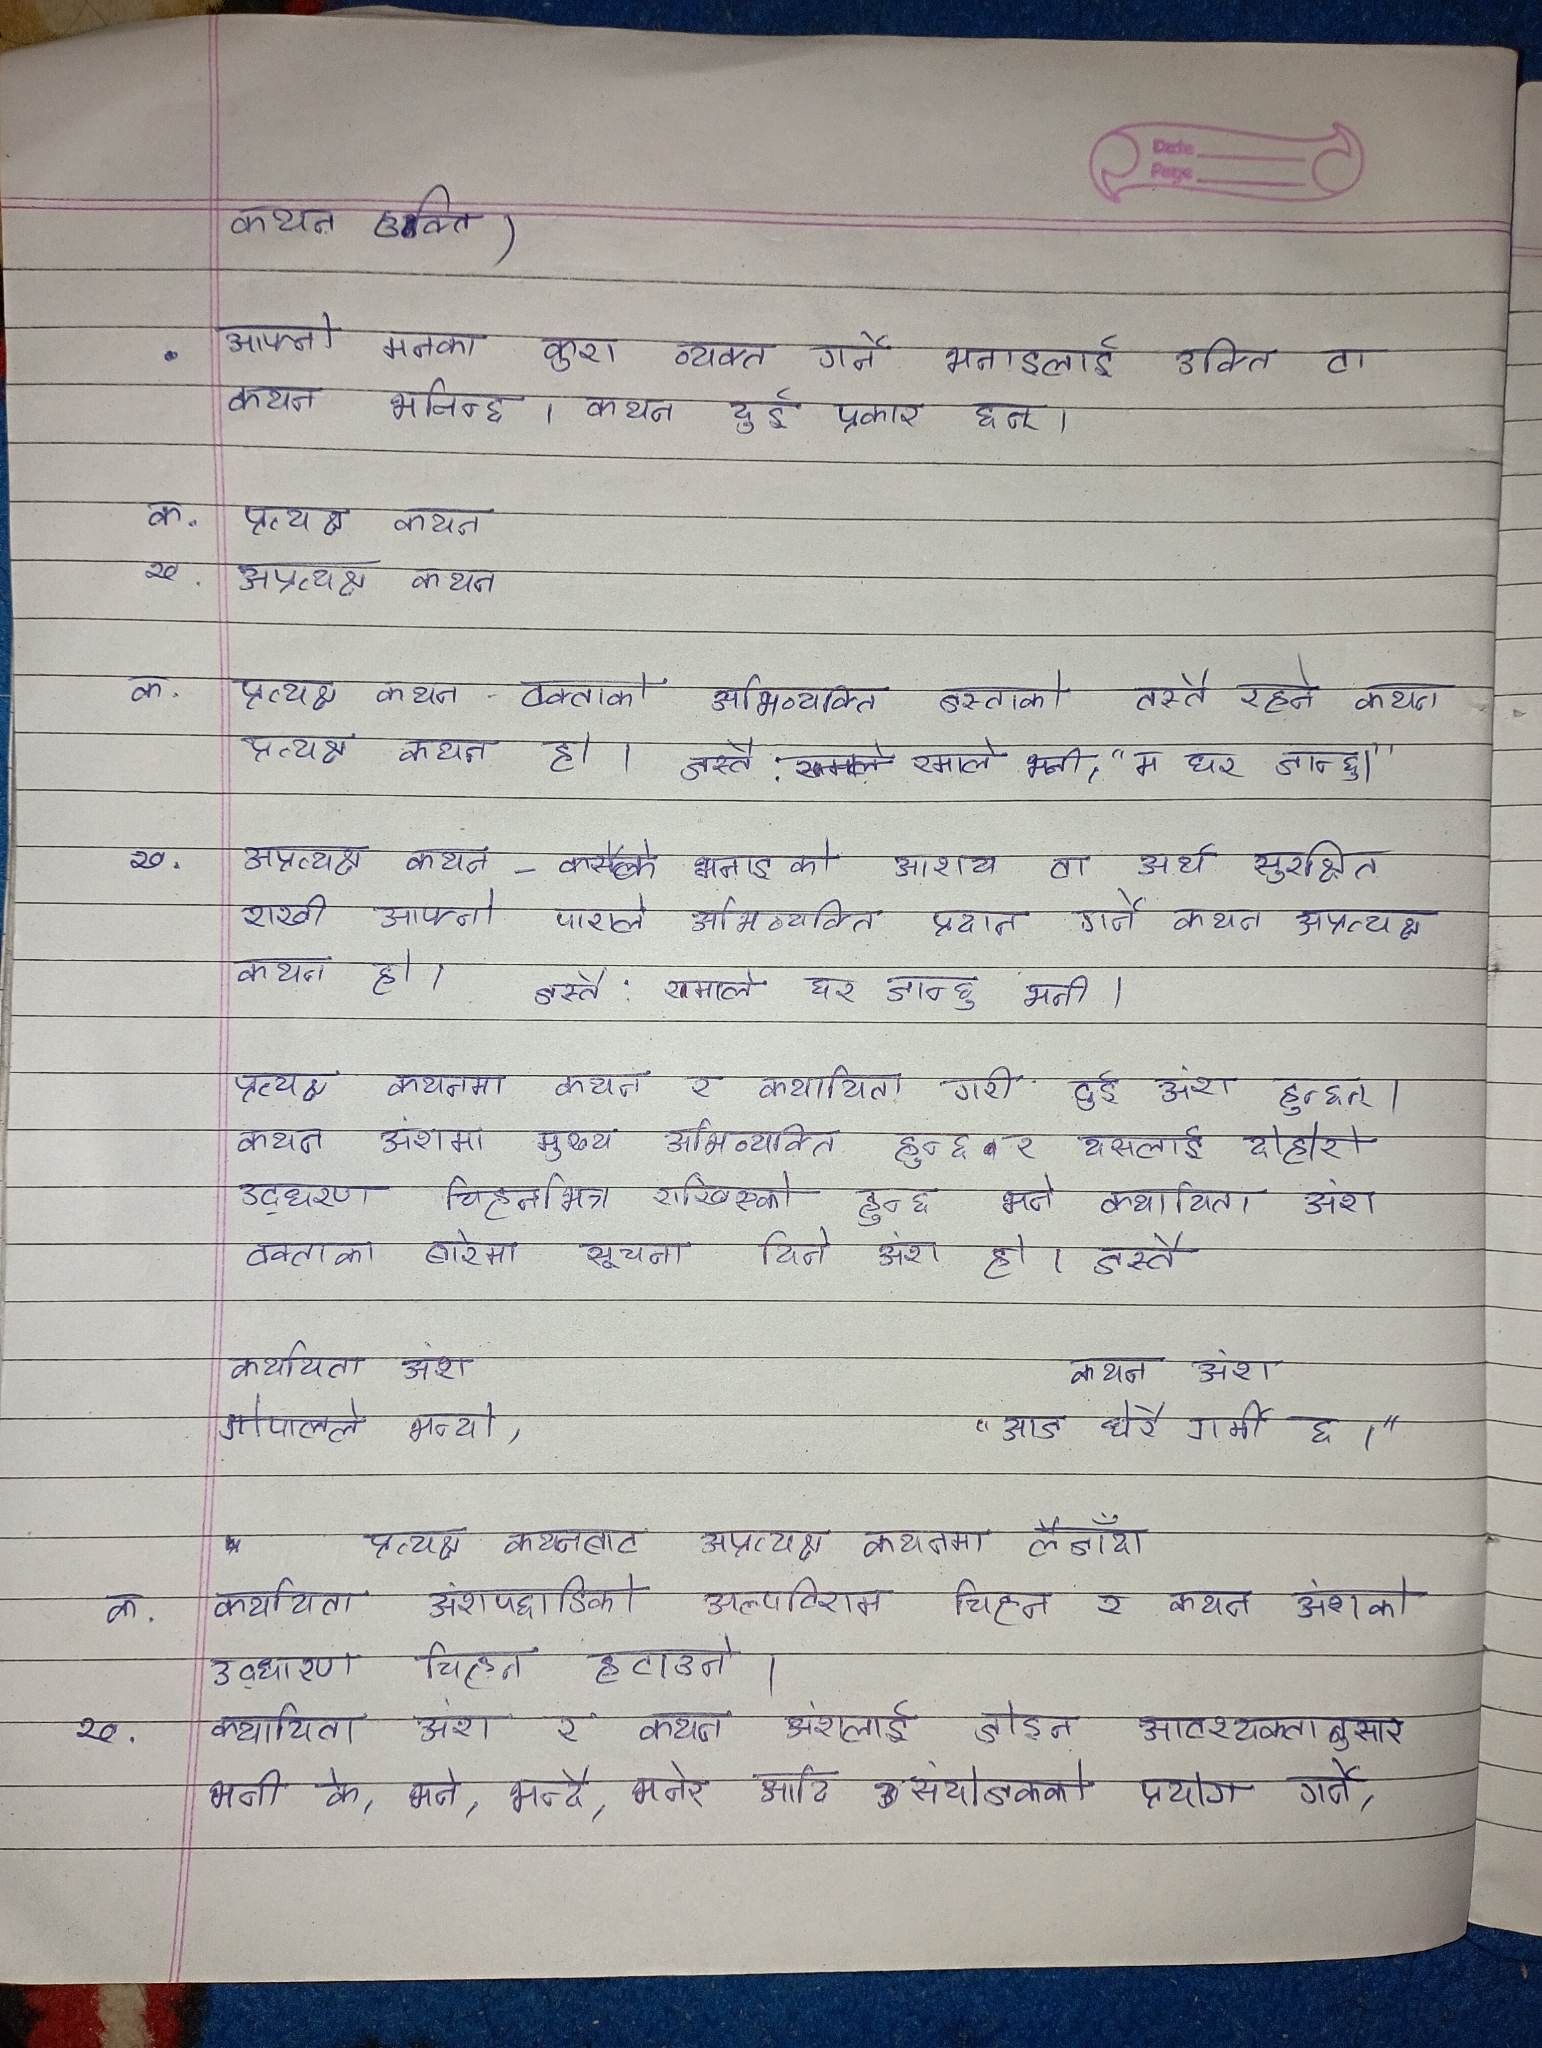 Date
Page
कथन (उक्ति)
• आफ्नो मनका कुरा व्यक्त गर्ने भनाइलाई उक्ति वा
कथन भनिन्छ । कथन दुई प्रकार छन् ।
क. प्रत्यक्ष कथन
ख. अप्रत्यक्ष कथन
क. प्रत्यक्ष कथन - वक्ताको अभिव्यक्ति जस्ताको तस्तै रहने कथन
प्रत्यक्ष कथन हो । जस्तै : रमाले भनी, "म घर जान्छु।"
ख. अप्रत्यक्ष कथन – कसैले भनाइको आशय वा अर्थ सुरक्षित
राखी आफ्नो पाराले अभिव्यक्ति प्रदान गर्ने कथन अप्रत्यक्ष
कथन हो । जस्तै : रामाले घर जान्छु भनी ।
प्रत्यक्ष कथनमा कथन र कथायिता गरी दुई अंश हुन्छन् ।
कथन अंशमा मुख्य अभिव्यक्ति हुन्छ र यसलाई दोहोरो
उद्धरण चिह्नभित्र राखिएको हुन्छ भने कथायिता अंश
वक्ताका बारेमा सूचना दिने अंश हो । जस्तै
कथयिता अंश कथन अंश
गोपालले भन्यो, "आज धेरै गर्मी छ ।"
* प्रत्यक्ष कथनबाट अप्रत्यक्ष कथनमा लैजाँदा
क. कथयिता अंशपछाडिको अल्पविराम चिह्न र कथन अंशको
उद्धारण चिह्न हटाउने ।
ख. कथायिता अंश र कथन अंशलाई जोड्न आवश्यकतानुसार
भनी के, भने, भन्दै, भनेर आदि संयोजकको प्रयोग गर्ने,